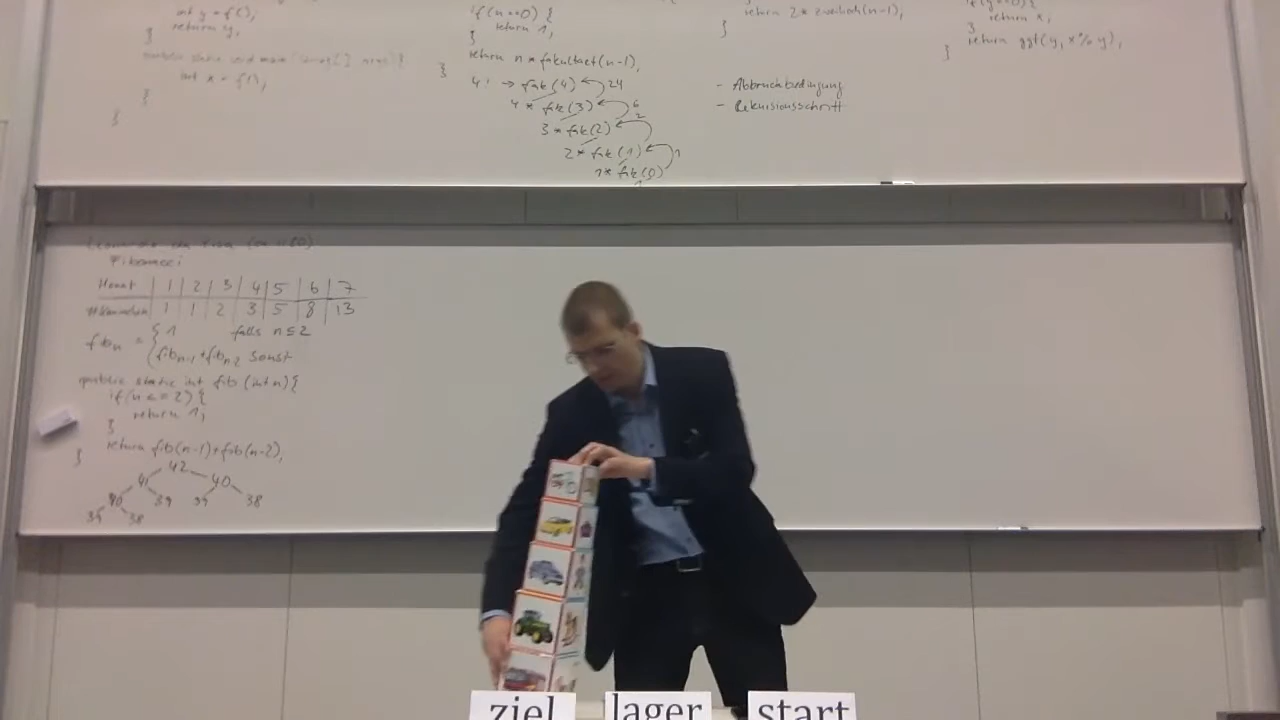 int y = f();
return y;
}
public static void main(String[] args){
int x = f();
}
}
if(n==0) {
return 1;
}
return n*fakultaet(n-1);
}
4! → fak(4) 24
4 * fak(3) 6
3 * fak(2) 2
2 * fak(1) 1
1 * fak(0)
1
return 2*zweihoch(n-1);
}
- Abbruchbedingung
- Rekursionsschritt
if(y==0) {
return x;
}
return ggt(y, x%y);
}
Leonardo da Pisa
Fibonacci
Monat 1 2 3 4 5 6 7
#Kaninchen 1 1 2 3 5 8 13
fib_n = { 1 falls n≤2
fib_n-1 + fib_n-2 sonst
public static int fib(int n){
if(n<=2){
return 1;
}
return fib(n-1)+fib(n-2);
}
42
41 40
40 39 39 38
39 38
ziel lager start